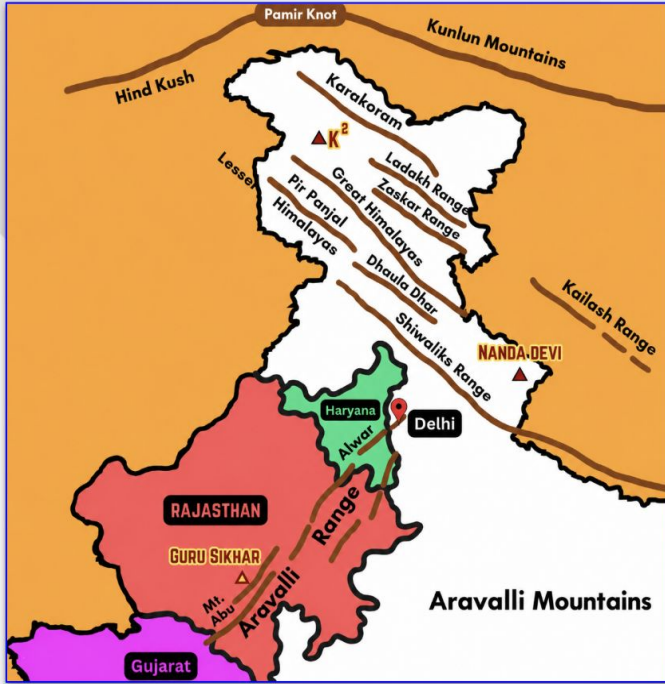 Pamir Knot
Kunlun Mountains
Hind Kush
Karakoram
K²
Ladakh Range
Lesser
Himalayas
Pir Panjal
Great Himalayas
Zaskar Range
Dhaula Dhar
Kailash Range
Shiwaliks Range
NANDA DEVI
Haryana
Delhi
Alwar
RAJASTHAN
Range
GURU SIKHAR
Mt.
Abu
Aravalli
Aravalli Mountains
Gujarat